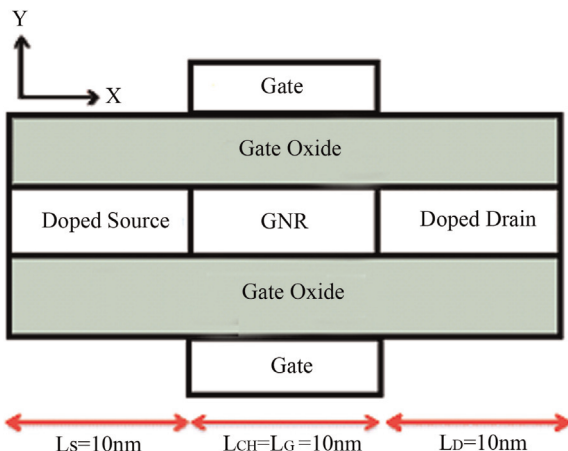 Y
X
Gate
Gate Oxide
Doped Source GNR Doped Drain
Gate Oxide
Gate
Ls=10nm LCH=LG=10nm LD=10nm